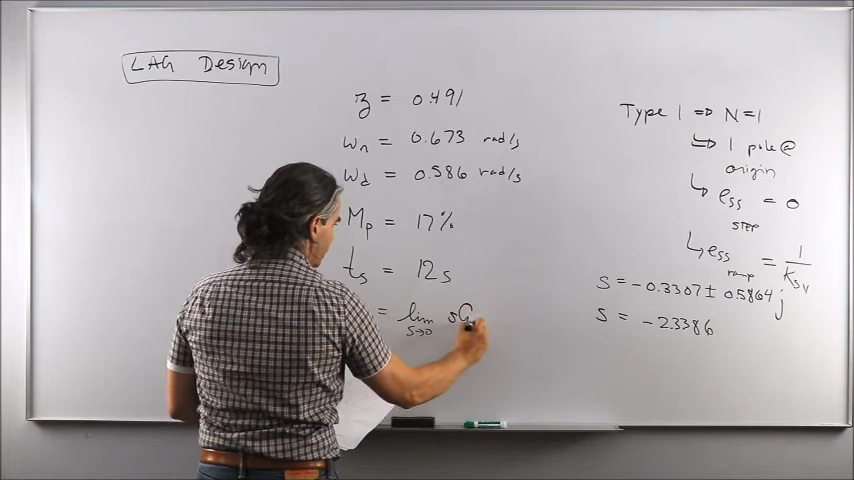 LAG Design
ʒ = 0.491
ωn = 0.673 rad/s
ωd = 0.586 rad/s
Mp = 17%
ts = 12s
= lim s→0 sG
Type 1 => N=1
↳ 1 pole@ origin
↳ ess STEP = 0
↳ ess ramp = 1/Ksv
s = -0.3307 ± 0.5864 j
s = -2.3386